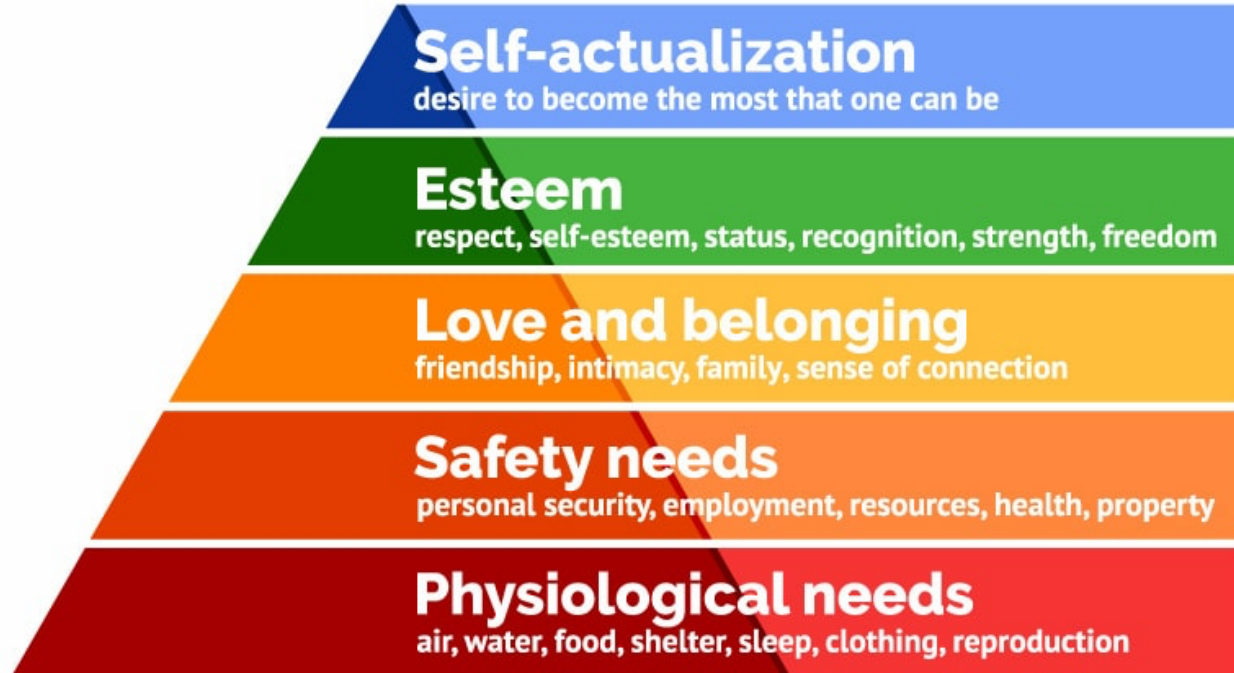 Self-actualization
desire to become the most that one can be
Esteem
respect, self-esteem, status, recognition, strength, freedom
Love and belonging
friendship, intimacy, family, sense of connection
Safety needs
personal security, employment, resources, health, property
Physiological needs
air, water, food, shelter, sleep, clothing, reproduction